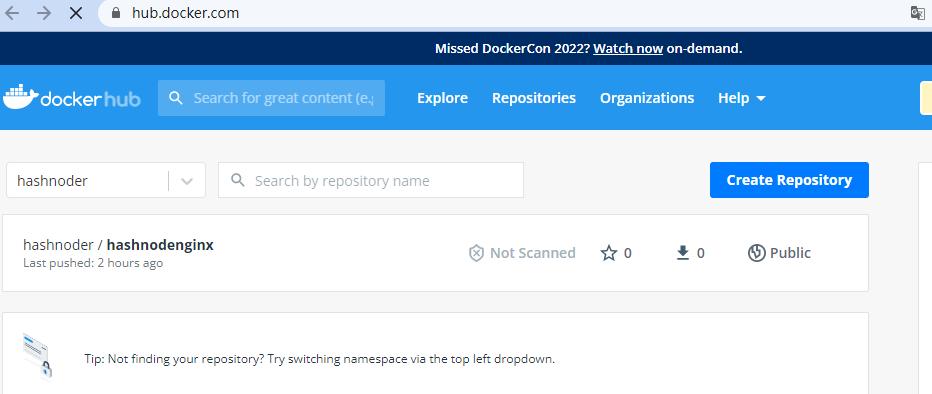 hub.docker.com
Missed DockerCon 2022? Watch now on-demand.
dockerhub
Search for great content (e.g
Explore
Repositories
Organizations
Help
hashnoder
Search by repository name
Create Repository
hashnoder / hashnodenginx
Last pushed: 2 hours ago
Not Scanned
0
0
Public
Tip: Not finding your repository? Try switching namespace via the top left dropdown.